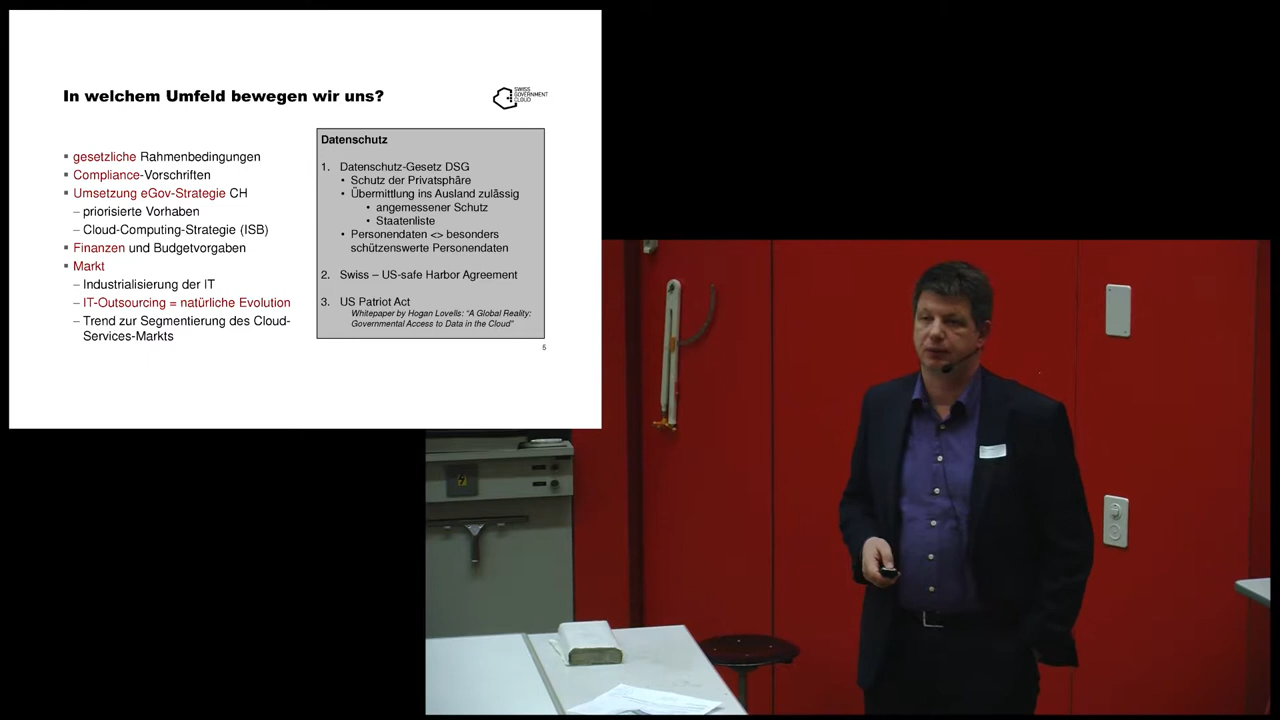 In welchem Umfeld bewegen wir uns?
SWISS
GOVERNMENT
CLOUD
▪ gesetzliche Rahmenbedingungen
▪ Compliance-Vorschriften
▪ Umsetzung eGov-Strategie CH
– priorisierte Vorhaben
– Cloud-Computing-Strategie (ISB)
▪ Finanzen und Budgetvorgaben
▪ Markt
– Industrialisierung der IT
– IT-Outsourcing = natürliche Evolution
– Trend zur Segmentierung des Cloud-
Services-Markts
Datenschutz
1. Datenschutz-Gesetz DSG
• Schutz der Privatsphäre
• Übermittlung ins Ausland zulässig
• angemessener Schutz
• Staatenliste
• Personendaten <> besonders
schützenswerte Personendaten
2. Swiss – US-safe Harbor Agreement
3. US Patriot Act
Whitepaper by Hogan Lovells: “A Global Reality:
Governmental Access to Data in the Cloud”
5